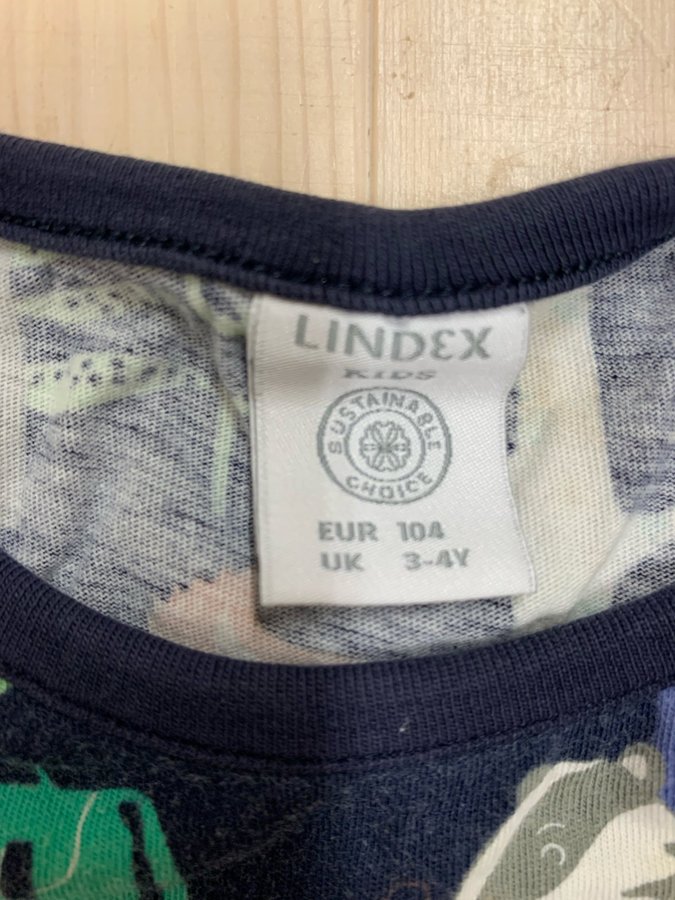 LINDEX
KIDS
SUSTAINABLE
CHOICE
EUR 104
UK 3-4Y